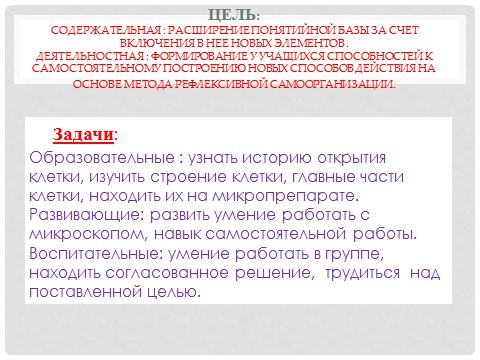 ЦЕЛЬ:
СОДЕРЖАТЕЛЬНАЯ : РАСШИРЕНИЕ ПОНЯТИЙНОЙ БАЗЫ ЗА СЧЕТ
ВКЛЮЧЕНИЯ В НЕЕ НОВЫХ ЭЛЕМЕНТОВ .
ДЕЯТЕЛЬНОСТНАЯ : ФОРМИРОВАНИЕ У УЧАЩИХСЯ СПОСОБНОСТЕЙ К
САМОСТОЯТЕЛЬНОМУ ПОСТРОЕНИЮ НОВЫХ СПОСОБОВ ДЕЙСТВИЯ НА
ОСНОВЕ МЕТОДА РЕФЛЕКСИВНОЙ САМООРГАНИЗАЦИИ.
Задачи:
Образовательные : узнать историю открытия
клетки, изучить строение клетки, главные части
клетки, находить их на микропрепарате.
Развивающие: развить умение работать с
микроскопом, навык самостоятельной работы.
Воспитательные: умение работать в группе,
находить согласованное решение, трудиться над
поставленной целью.